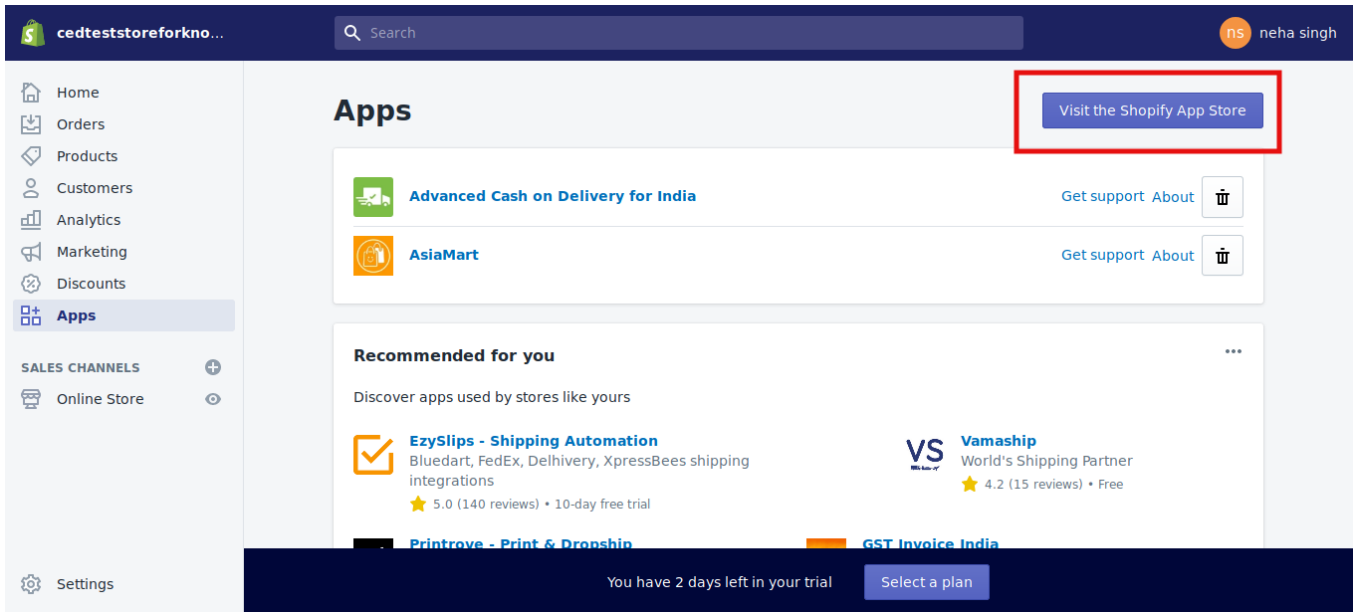 cedteststoreforkno...
Search
ns
neha singh
Home
Orders
Products
Customers
Analytics
Marketing
Discounts
Apps
SALES CHANNELS
Online Store
Settings
Apps
Visit the Shopify App Store
Advanced Cash on Delivery for India
Get support About
AsiaMart
Get support About
Recommended for you
Discover apps used by stores like yours
EzySlips - Shipping Automation
Bluedart, FedEx, Delhivery, XpressBees shipping
integrations
5.0 (140 reviews) • 10-day free trial
VS
Vamaship
World's Shipping Partner
4.2 (15 reviews) • Free
Printrove - Print & Dropship
GST Invoice India
You have 2 days left in your trial
Select a plan